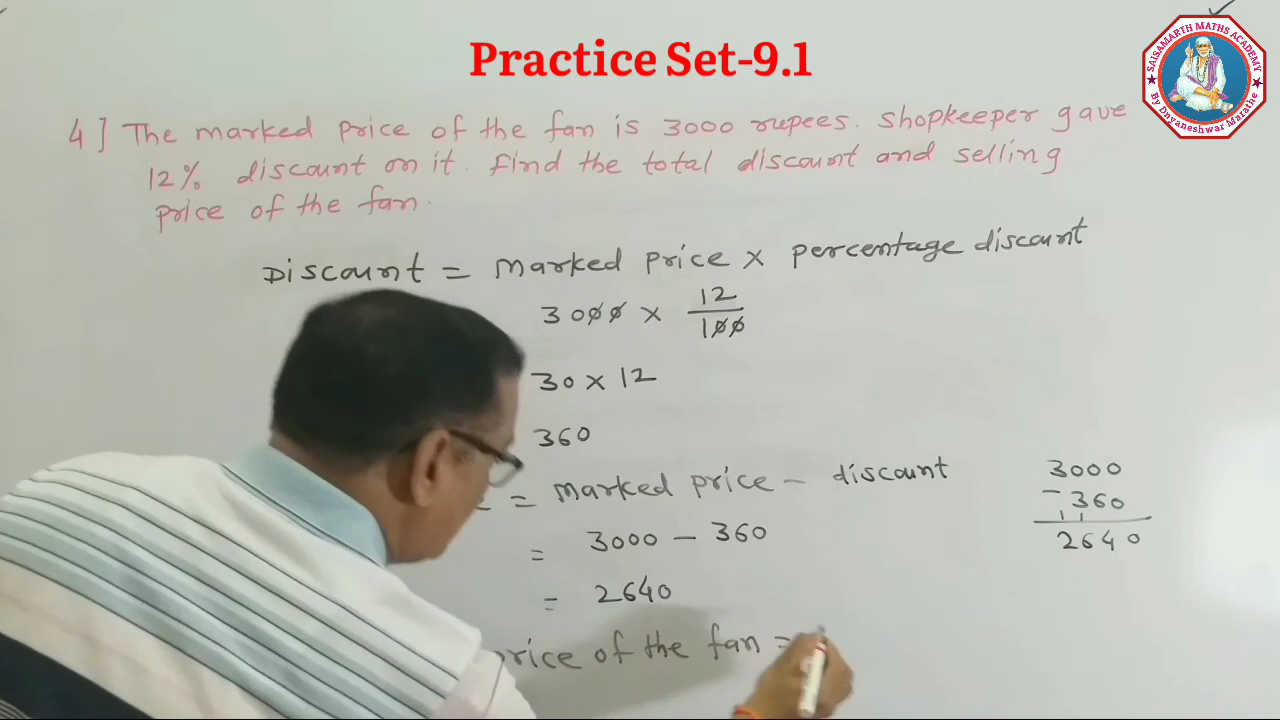 Practice Set-9.1
SAISAMARTH MATHS ACADEMY
By Dnyaneshwar Marathe
4] The marked price of the fan is 3000 rupees. Shopkeeper gave
12% discount on it. Find the total discount and selling
price of the fan.
Discount = Marked price × percentage discount
3000 × 12/100
30 × 12
360
= Marked price - discount
= 3000 - 360
= 2640
price of the fan =
3000
- 360
1 1
2640